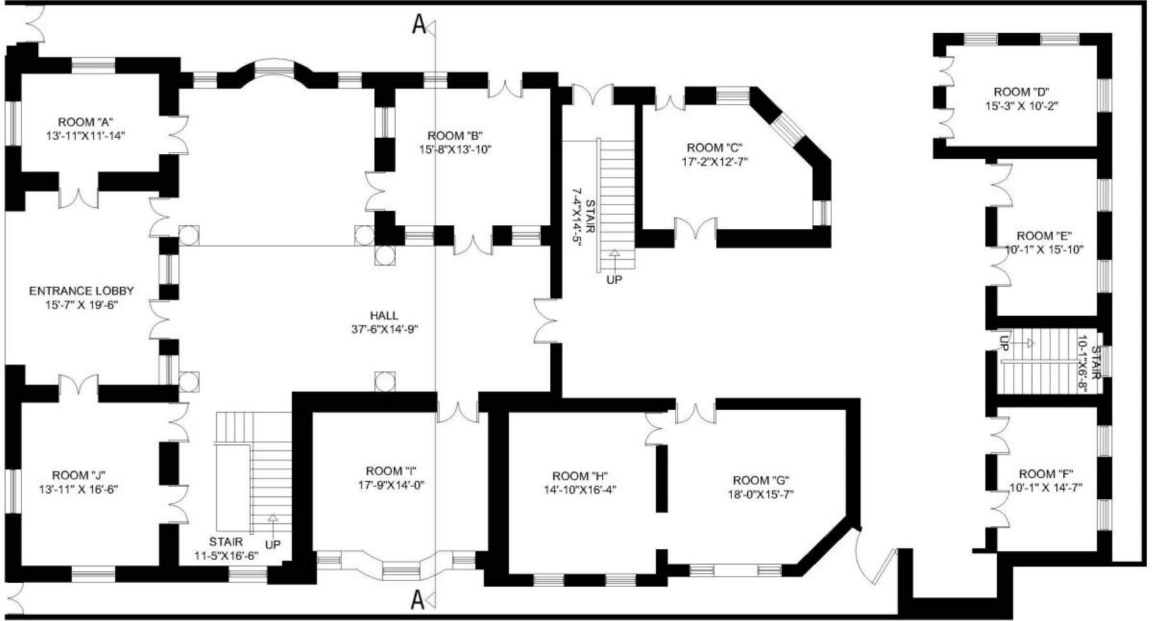 A
ROOM "A"
13'-11"X11'-14"
ROOM "B"
15'-8"X13'-10"
ROOM "C"
17'-2"X12'-7"
ROOM "D"
15'-3" X 10'-2"
STAIR
7'-4"X14'-5"
UP
ROOM "E"
10'-1" X 15'-10"
ENTRANCE LOBBY
15'-7" X 19'-6"
HALL
37'-6"X14'-9"
UP
STAIR
10'-1"X6'-8"
ROOM "J"
13'-11" X 16'-6"
ROOM "I"
17'-9"X14'-0"
ROOM "H"
14'-10"X16'-4"
ROOM "G"
18'-0"X15'-7"
ROOM "F"
10'-1" X 14'-7"
STAIR
11'-5"X16'-6"
UP
A